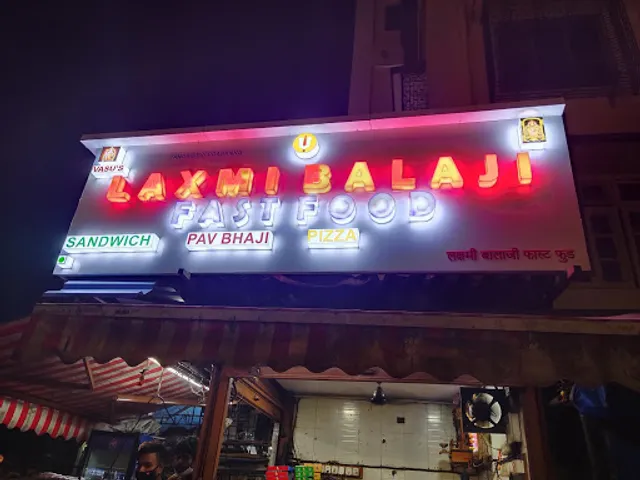 VASU'S
LAXMI BALAJI
FAST FOOD
SANDWICH PAV BHAJI PIZZA
लक्ष्मी बालाजी फास्ट फुड